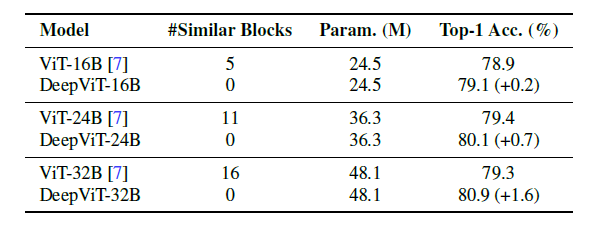 Model #Similar Blocks Param. (M) Top-1 Acc. (%)
ViT-16B [7] 5 24.5 78.9
DeepViT-16B 0 24.5 79.1 (+0.2)
ViT-24B [7] 11 36.3 79.4
DeepViT-24B 0 36.3 80.1 (+0.7)
ViT-32B [7] 16 48.1 79.3
DeepViT-32B 0 48.1 80.9 (+1.6)